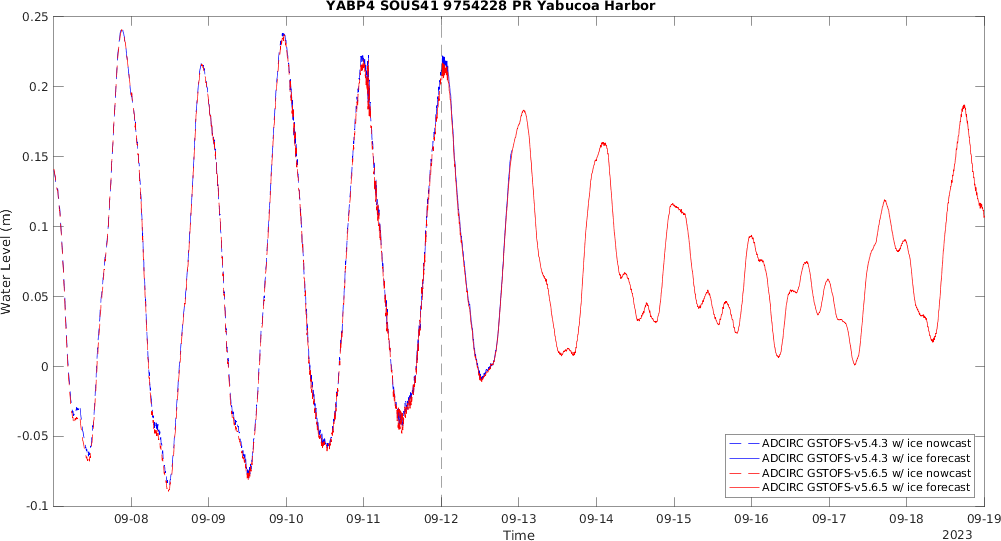 YABP4 SOUS41 9754228 PR Yabucoa Harbor
0.25
0.2
0.15
0.1
0.05
0
-0.05
-0.1
Water Level (m)
ADCIRC GSTOFS-v5.4.3 w/ ice nowcast
ADCIRC GSTOFS-v5.4.3 w/ ice forecast
ADCIRC GSTOFS-v5.6.5 w/ ice nowcast
ADCIRC GSTOFS-v5.6.5 w/ ice forecast
09-08 09-09 09-10 09-11 09-12 09-13 09-14 09-15 09-16 09-17 09-18 09-19
Time
2023